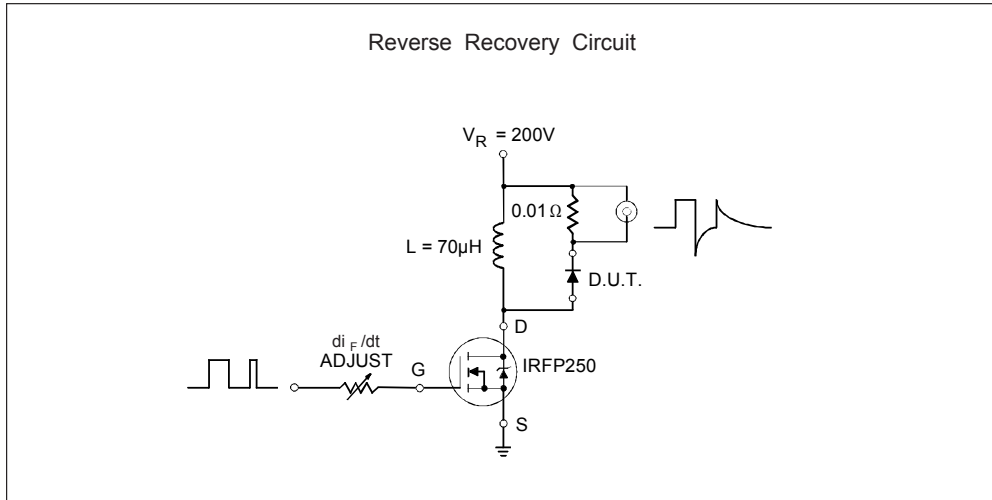 Reverse Recovery Circuit
V_R = 200V
0.01 Ω
L = 70µH
D.U.T.
D
di_F/dt
ADJUST
G
IRFP250
S